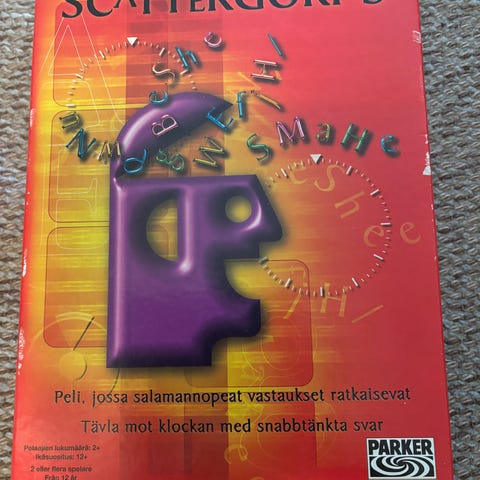 SCATTERGORI S
Peli, jossa salamannopeat vastaukset ratkaisevat
Tävla mot klockan med snabbtänkta svar
Pelaajien lukumäärä: 2+
Ikäsuositus: 12+
2 eller flera spelare
Från 12 år
PARKER